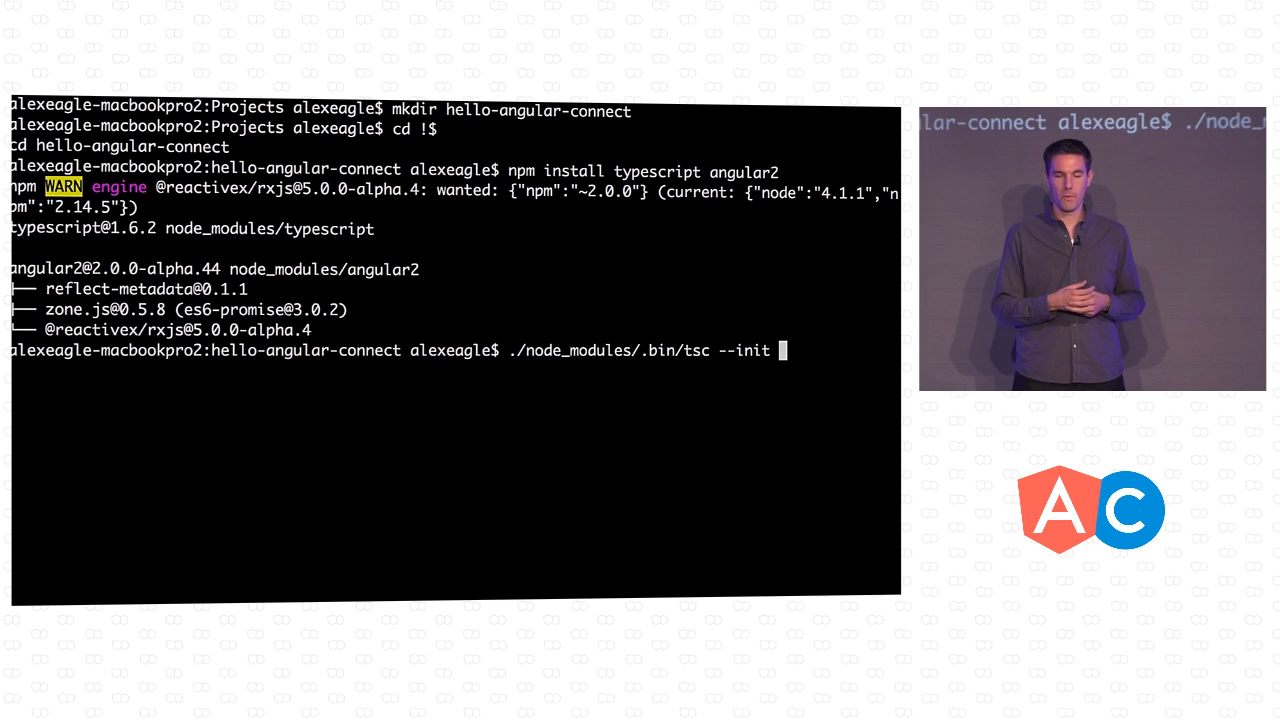 alexeagle-macbookpro2:Projects alexeagle$ mkdir hello-angular-connect
alexeagle-macbookpro2:Projects alexeagle$ cd !$
cd hello-angular-connect
alexeagle-macbookpro2:hello-angular-connect alexeagle$ npm install typescript angular2
npm WARN engine @reactivex/rxjs@5.0.0-alpha.4: wanted: {"npm":"~2.0.0"} (current: {"node":"4.1.1","n
pm":"2.14.5"})
typescript@1.6.2 node_modules/typescript
angular2@2.0.0-alpha.44 node_modules/angular2
├── reflect-metadata@0.1.1
├── zone.js@0.5.8 (es6-promise@3.0.2)
└── @reactivex/rxjs@5.0.0-alpha.4
alexeagle-macbookpro2:hello-angular-connect alexeagle$ ./node_modules/.bin/tsc --init
lar-connect alexeagle$ ./node_
A C